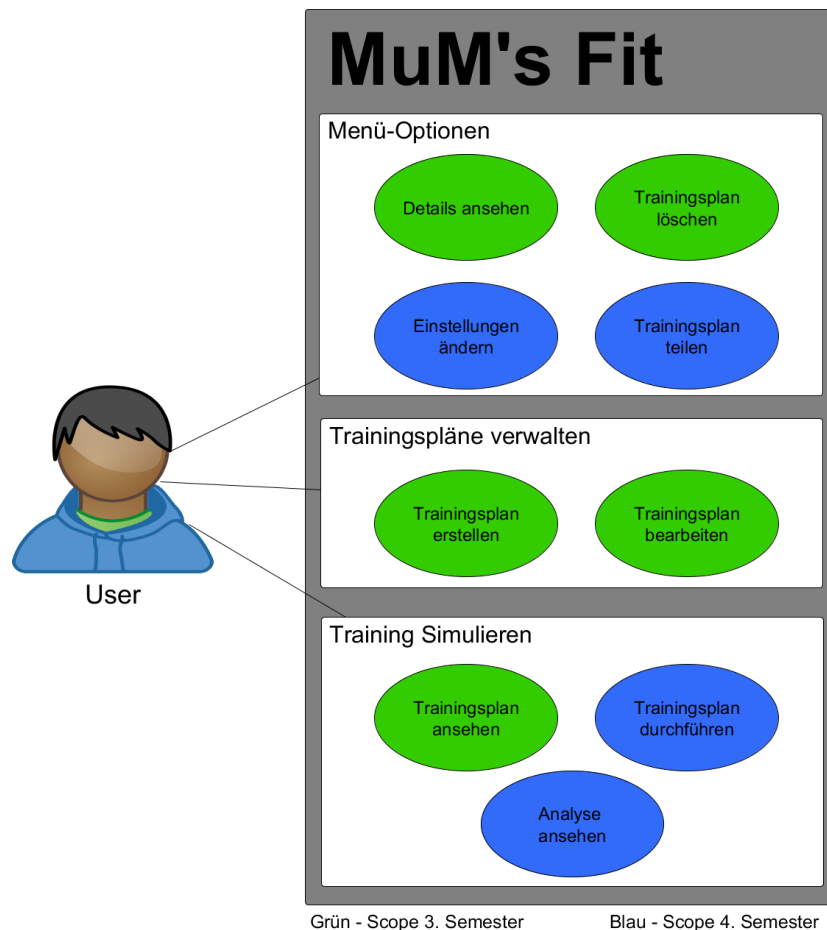 MuM's Fit
Menü-Optionen
Details ansehen
Trainingsplan
löschen
Einstellungen
ändern
Trainingsplan
teilen
Trainingspläne verwalten
Trainingsplan
erstellen
Trainingsplan
bearbeiten
User
Training Simulieren
Trainingsplan
ansehen
Trainingsplan
durchführen
Analyse
ansehen
Grün - Scope 3. Semester
Blau - Scope 4. Semester